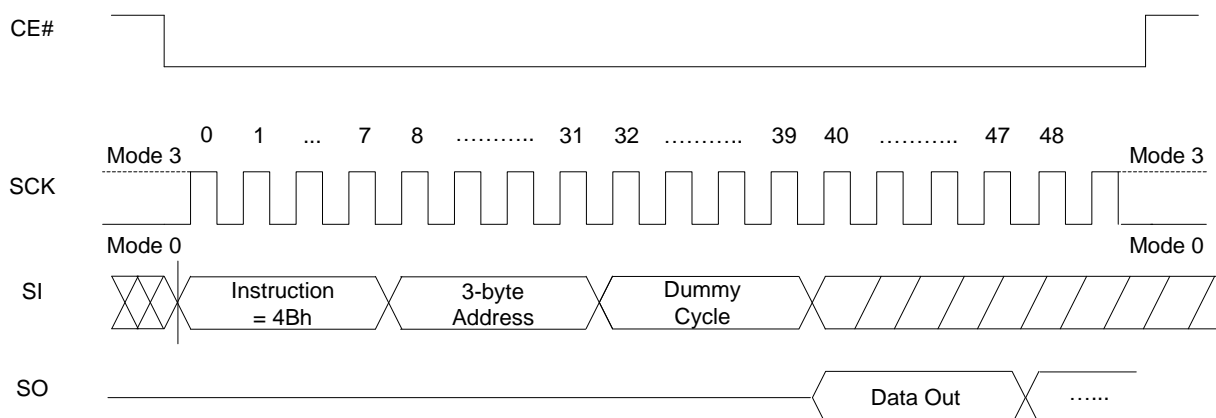 CE#
0 1 ... 7 8 ……….. 31 32 ……….. 39 40 ……….. 47 48
Mode 3 Mode 3
SCK
Mode 0 Mode 0
SI
Instruction
= 4Bh
3-byte
Address
Dummy
Cycle
SO
Data Out
…...